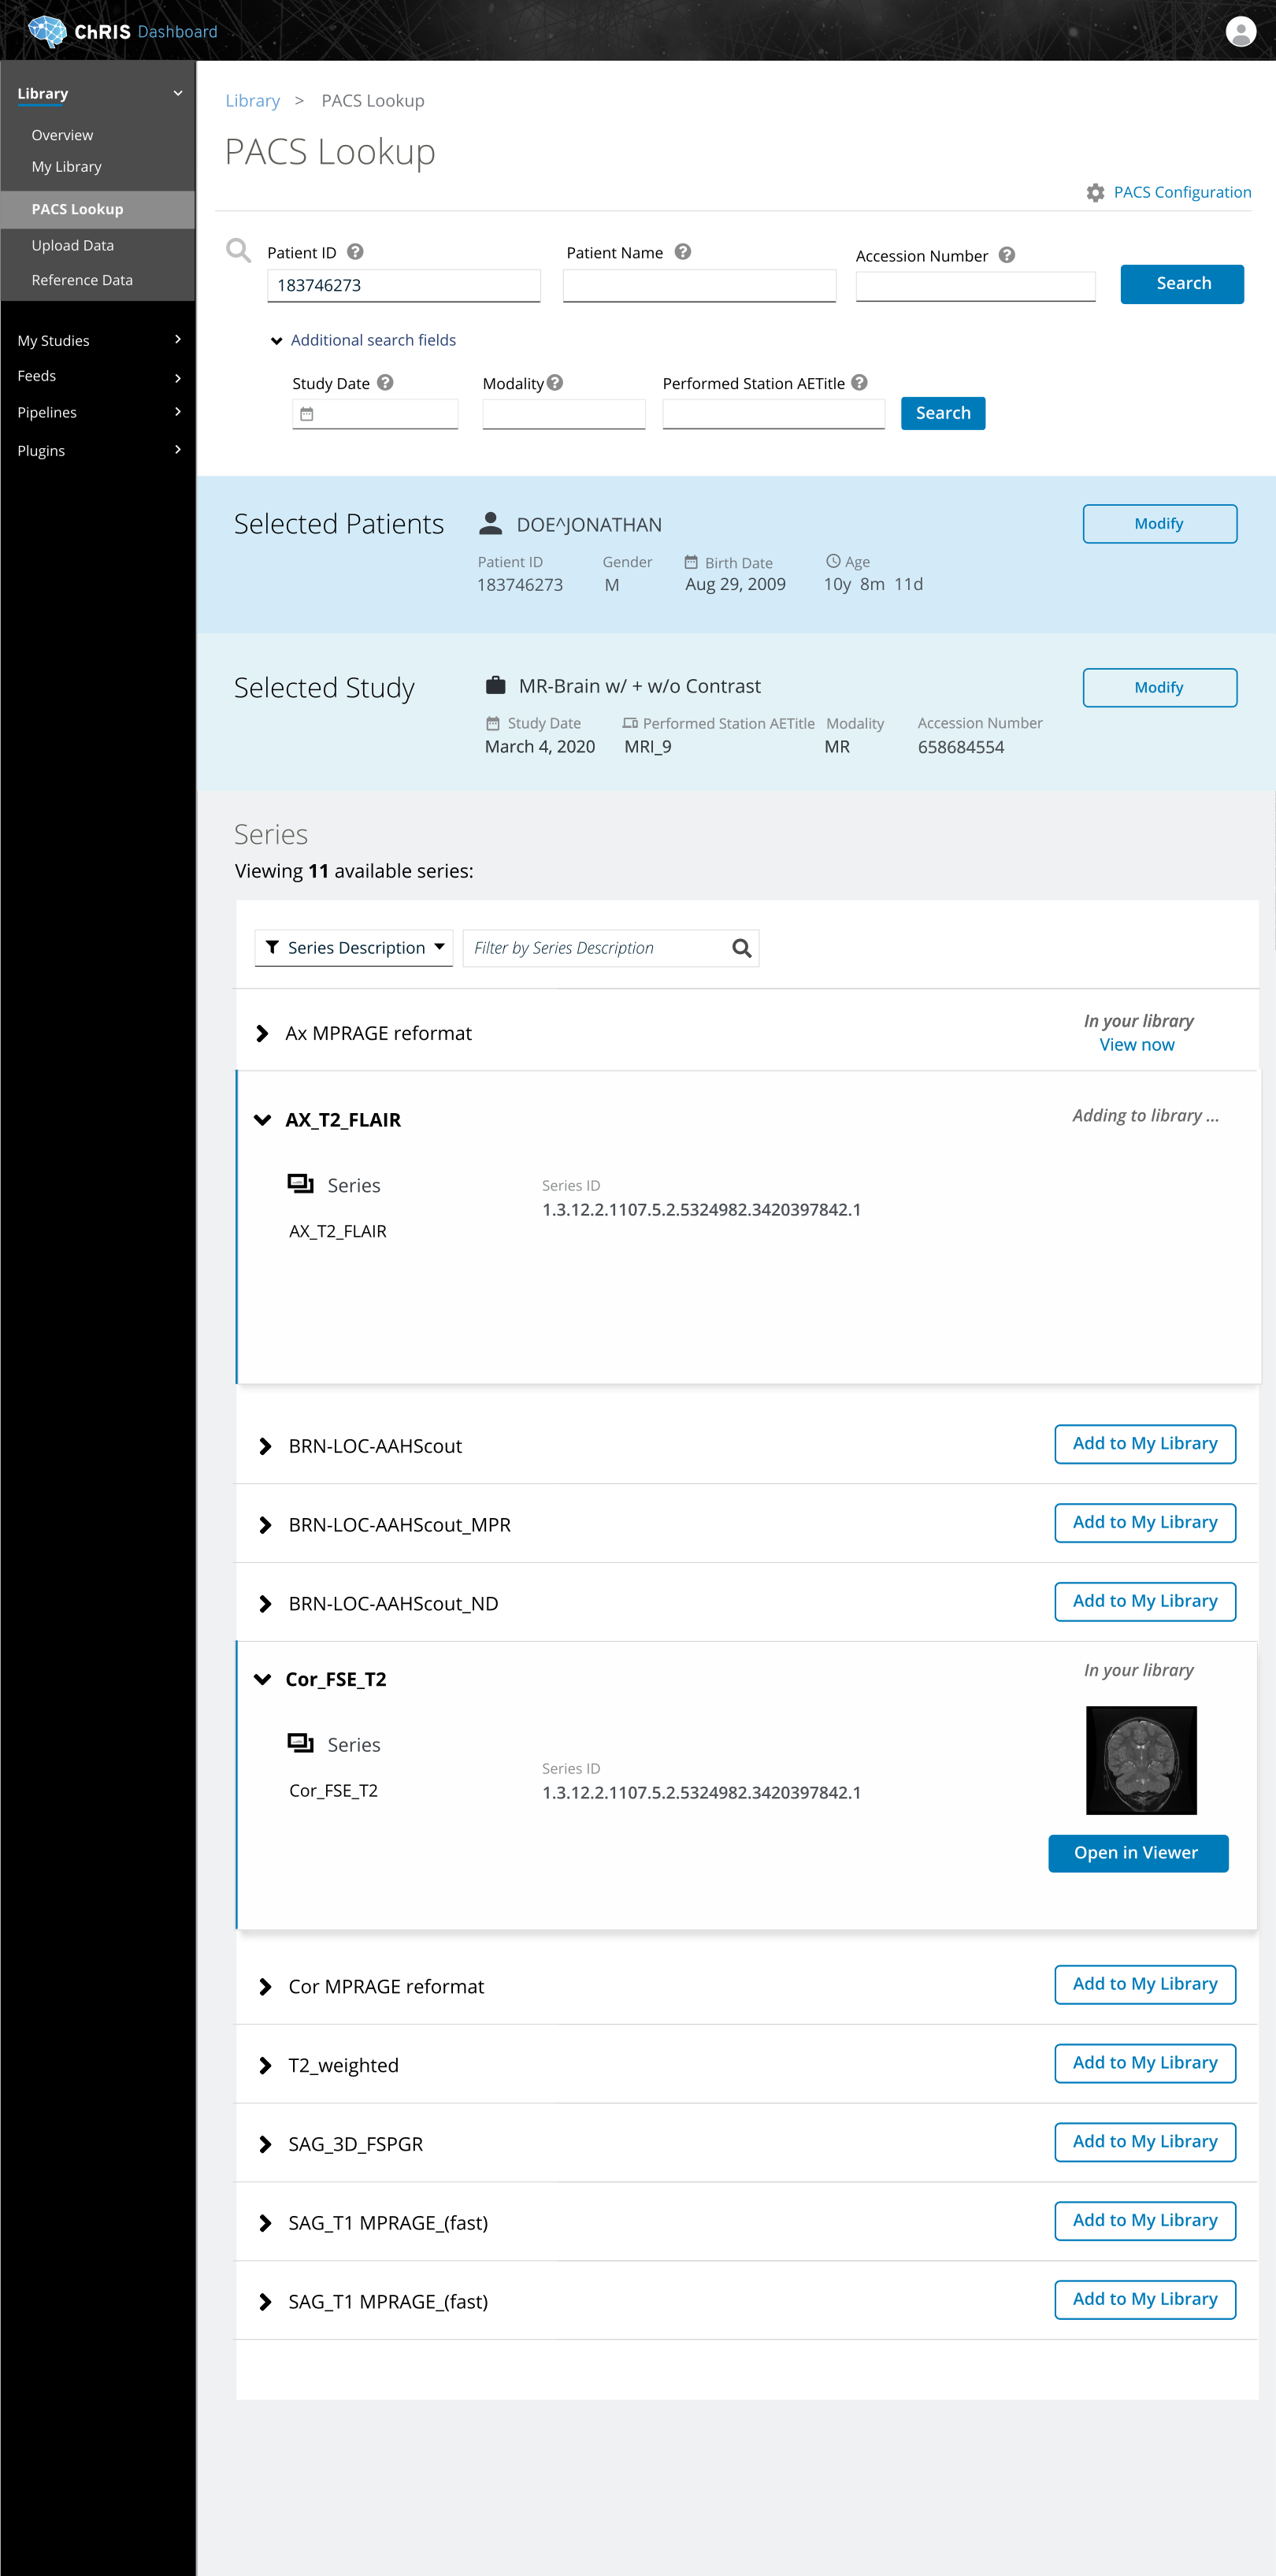 ChRIS Dashboard
Library
Overview
My Library
PACS Lookup
Upload Data
Reference Data
My Studies
Feeds
Pipelines
Plugins
Library > PACS Lookup
PACS Lookup
PACS Configuration
Patient ID Patient Name Accession Number
183746273 Search
Additional search fields
Study Date Modality Performed Station AETitle
Search
Selected Patients DOE^JONATHAN Modify
Patient ID Gender Birth Date Age
183746273 M Aug 29, 2009 10y 8m 11d
Selected Study MR-Brain w/ + w/o Contrast Modify
Study Date Performed Station AETitle Modality Accession Number
March 4, 2020 MRI_9 MR 658684554
Series
Viewing 11 available series:
Series Description Filter by Series Description
Ax MPRAGE reformat In your library
View now
AX_T2_FLAIR Adding to library ...
Series Series ID
1.3.12.2.1107.5.2.5324982.3420397842.1
AX_T2_FLAIR
BRN-LOC-AAHScout Add to My Library
BRN-LOC-AAHScout_MPR Add to My Library
BRN-LOC-AAHScout_ND Add to My Library
Cor_FSE_T2 In your library
Series
Series ID
Cor_FSE_T2 1.3.12.2.1107.5.2.5324982.3420397842.1
Open in Viewer
Cor MPRAGE reformat Add to My Library
T2_weighted Add to My Library
SAG_3D_FSPGR Add to My Library
SAG_T1 MPRAGE_(fast) Add to My Library
SAG_T1 MPRAGE_(fast) Add to My Library